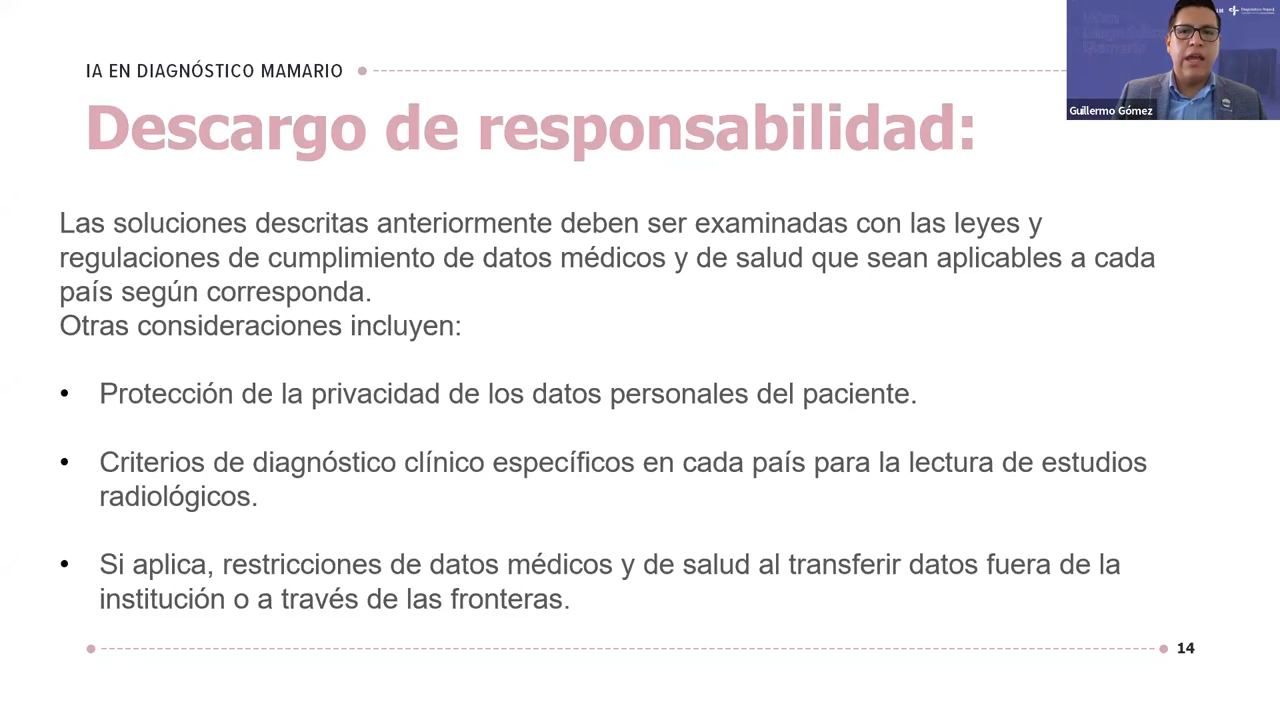 IA EN DIAGNÓSTICO MAMARIO
Descargo de responsabilidad:
Guillermo Gómez
Las soluciones descritas anteriormente deben ser examinadas con las leyes y
regulaciones de cumplimiento de datos médicos y de salud que sean aplicables a cada
país según corresponda.
Otras consideraciones incluyen:
• Protección de la privacidad de los datos personales del paciente.
• Criterios de diagnóstico clínico específicos en cada país para la lectura de estudios
radiológicos.
• Si aplica, restricciones de datos médicos y de salud al transferir datos fuera de la
institución o a través de las fronteras.
14